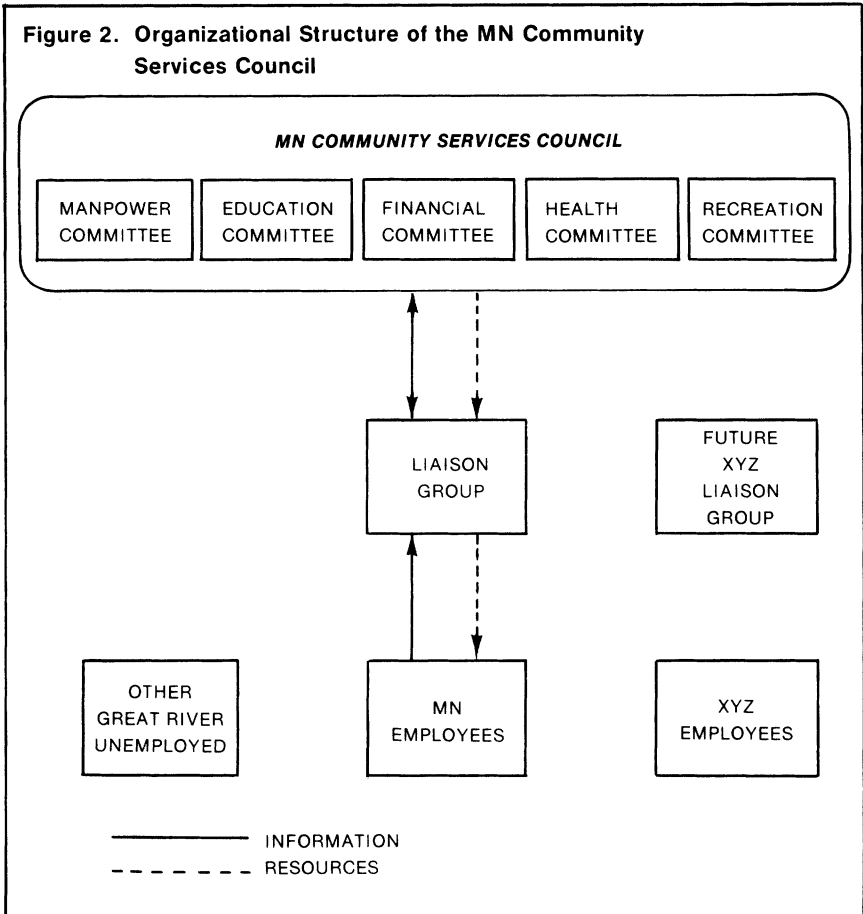 Figure 2. Organizational Structure of the MN Community
Services Council
MN COMMUNITY SERVICES COUNCIL
MANPOWER
COMMITTEE
EDUCATION
COMMITTEE
FINANCIAL
COMMITTEE
HEALTH
COMMITTEE
RECREATION
COMMITTEE
LIAISON
GROUP
FUTURE
XYZ
LIAISON
GROUP
OTHER
GREAT RIVER
UNEMPLOYED
MN
EMPLOYEES
XYZ
EMPLOYEES
INFORMATION
RESOURCES